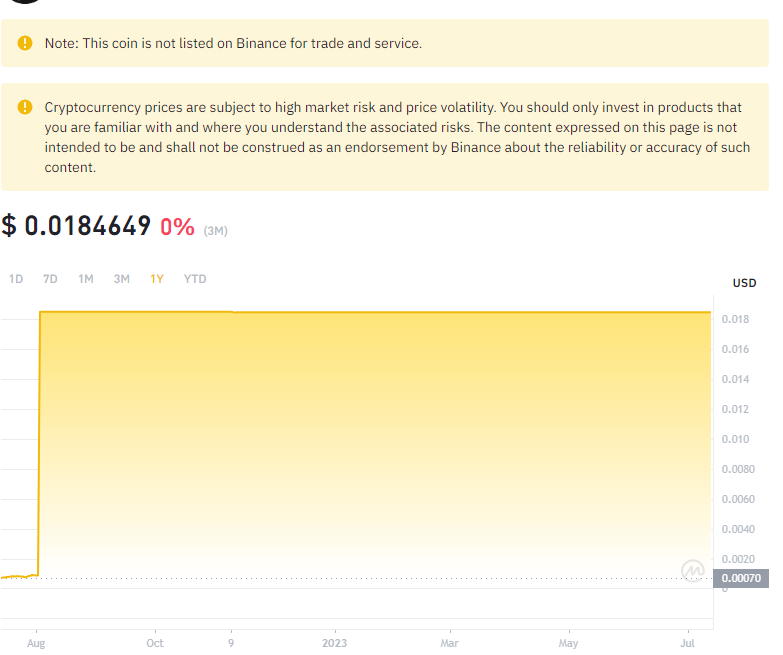 Note: This coin is not listed on Binance for trade and service.
Cryptocurrency prices are subject to high market risk and price volatility. You should only invest in products that
you are familiar with and where you understand the associated risks. The content expressed on this page is not
intended to be and shall not be construed as an endorsement by Binance about the reliability or accuracy of such
content.
$ 0.0184649 0% (3M)
1D 7D 1M 3M 1Y YTD
USD
0.018
0.016
0.014
0.012
0.010
0.0080
0.0060
0.0040
0.0020
0.00070
0
Aug Oct 9 2023 Mar May Jul